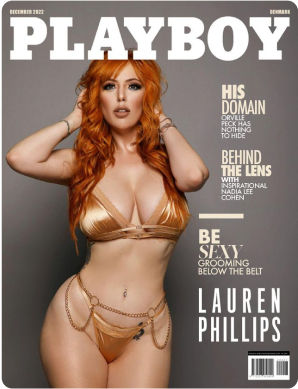 DECEMBER 2022
DENMARK
PLAYBOY
HIS
DOMAIN
ORVILLE
PECK HAS
NOTHING
TO HIDE
BEHIND
THE LENS
WITH
INSPIRATIONAL
NADIA LEE
COHEN
BE
SEXY
GROOMING
BELOW THE BELT
LAUREN
PHILLIPS